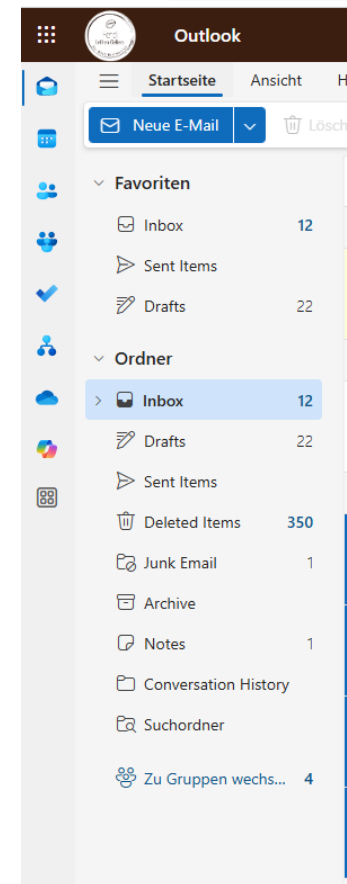 Outlook
Startseite Ansicht H
Neue E-Mail Lösch
Favoriten
Inbox 12
Sent Items
Drafts 22
Ordner
Inbox 12
Drafts 22
Sent Items
Deleted Items 350
Junk Email 1
Archive
Notes 1
Conversation History
Suchordner
Zu Gruppen wechs... 4